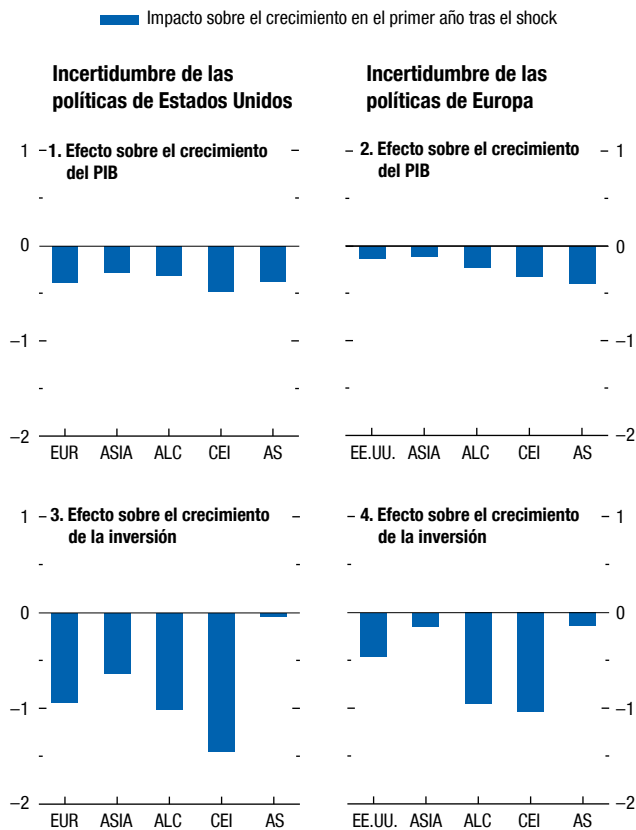 Impacto sobre el crecimiento en el primer año tras el shock
Incertidumbre de las
políticas de Estados Unidos
Incertidumbre de las
políticas de Europa
1. Efecto sobre el crecimiento
del PIB
1
0
–1
–2
EUR ASIA ALC CEI AS
2. Efecto sobre el crecimiento
del PIB
1
0
–1
–2
EE.UU. ASIA ALC CEI AS
3. Efecto sobre el crecimiento
de la inversión
1
0
–1
–2
EUR ASIA ALC CEI AS
4. Efecto sobre el crecimiento
de la inversión
1
0
–1
–2
EE.UU. ASIA ALC CEI AS